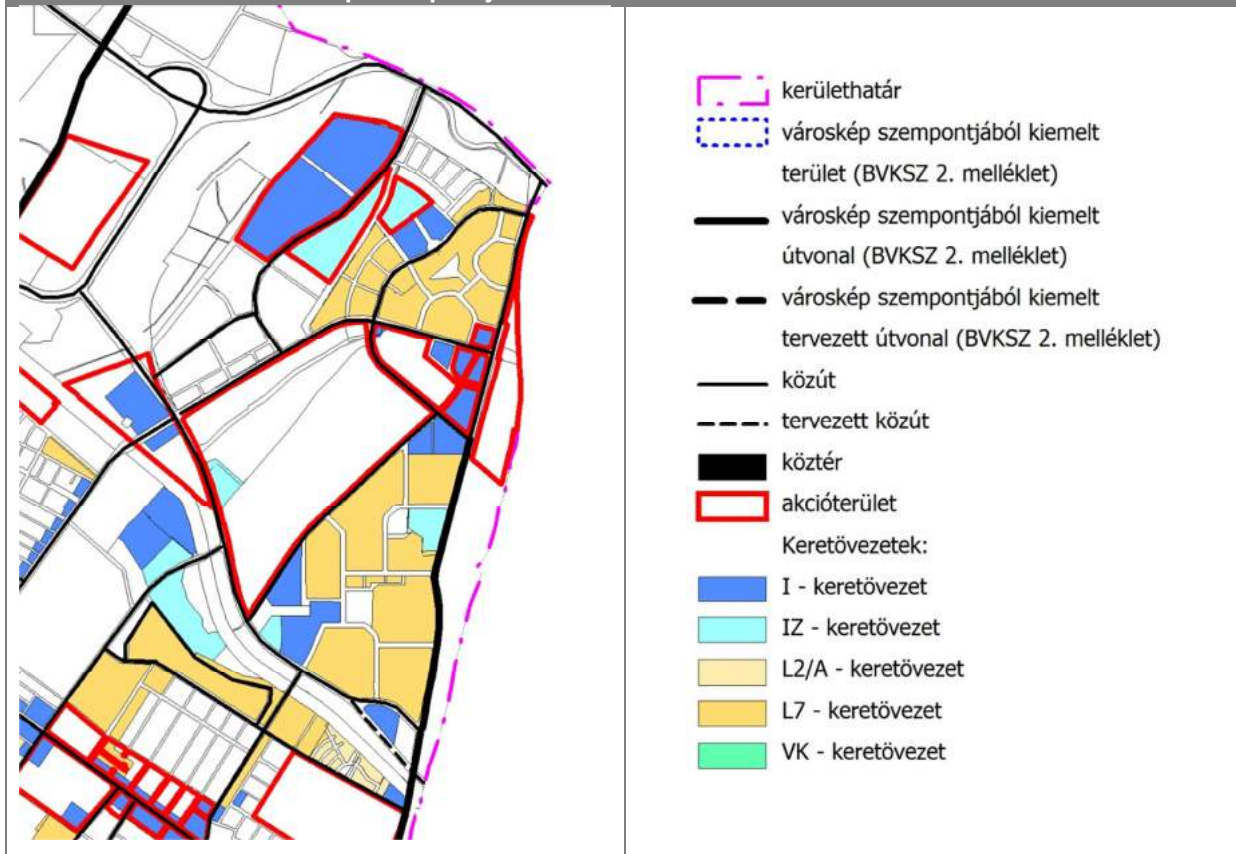 kerülethatár
városkép szempontjából kiemelt
terület (BVKSZ 2. melléklet)
városkép szempontjából kiemelt
útvonal (BVKSZ 2. melléklet)
városkép szempontjából kiemelt
tervezett útvonal (BVKSZ 2. melléklet)
közút
tervezett közút
köztér
akcióterület
Keretövezetek:
I - keretövezet
IZ - keretövezet
L2/A - keretövezet
L7 - keretövezet
VK - keretövezet